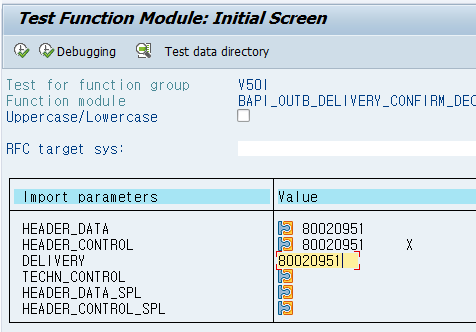 Test Function Module: Initial Screen
Debugging Test data directory
Test for function group V50I
Function module BAPI_OUTB_DELIVERY_CONFIRM_DEC
Uppercase/Lowercase
RFC target sys:
Import parameters Value
HEADER_DATA 80020951
HEADER_CONTROL 80020951 X
DELIVERY 80020951
TECHN_CONTROL
HEADER_DATA_SPL
HEADER_CONTROL_SPL